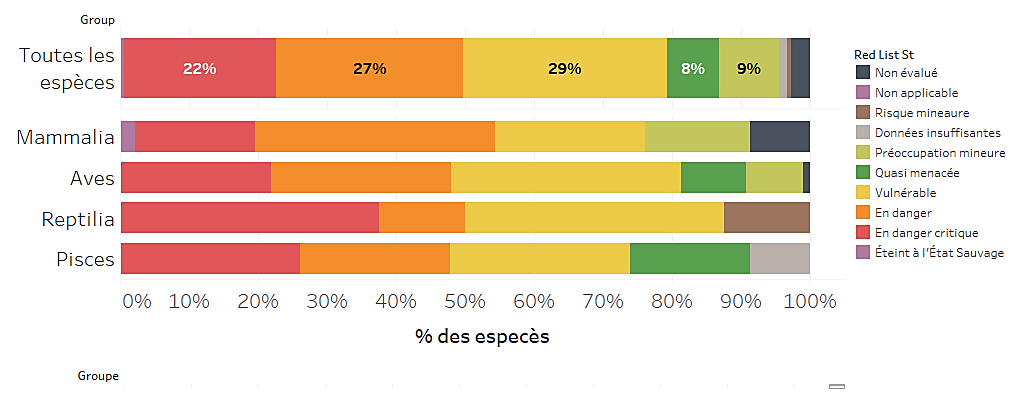 Group
Toutes les
espèces
22%
27%
29%
8%
9%
Mammalia
Aves
Reptilia
Pisces
0% 10% 20% 30% 40% 50% 60% 70% 80% 90% 100%
% des especès
Groupe
Red List St
Non évalué
Non applicable
Risque mineaure
Données insuffisantes
Préoccupation mineure
Quasi menacée
Vulnérable
En danger
En danger critique
Éteint à l'État Sauvage